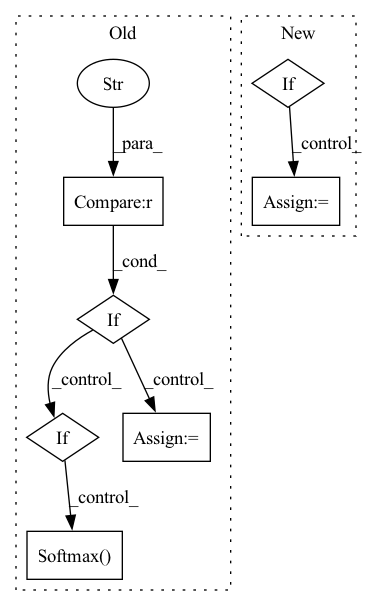 Old
New
Str
If
_para_
_control_
Compare:r
Assign:=
_cond_
If
_control_
_control_
If
Assign:=
_control_
Softmax()